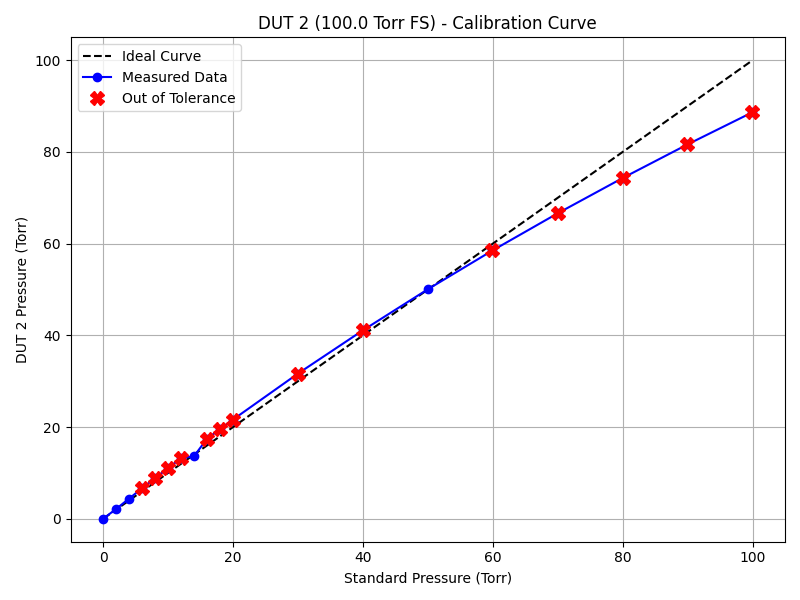 DUT 2 (100.0 Torr FS) - Calibration Curve
Ideal Curve
Measured Data
Out of Tolerance
DUT 2 Pressure (Torr)
100
80
60
40
20
0
0 20 40 60 80 100
Standard Pressure (Torr)